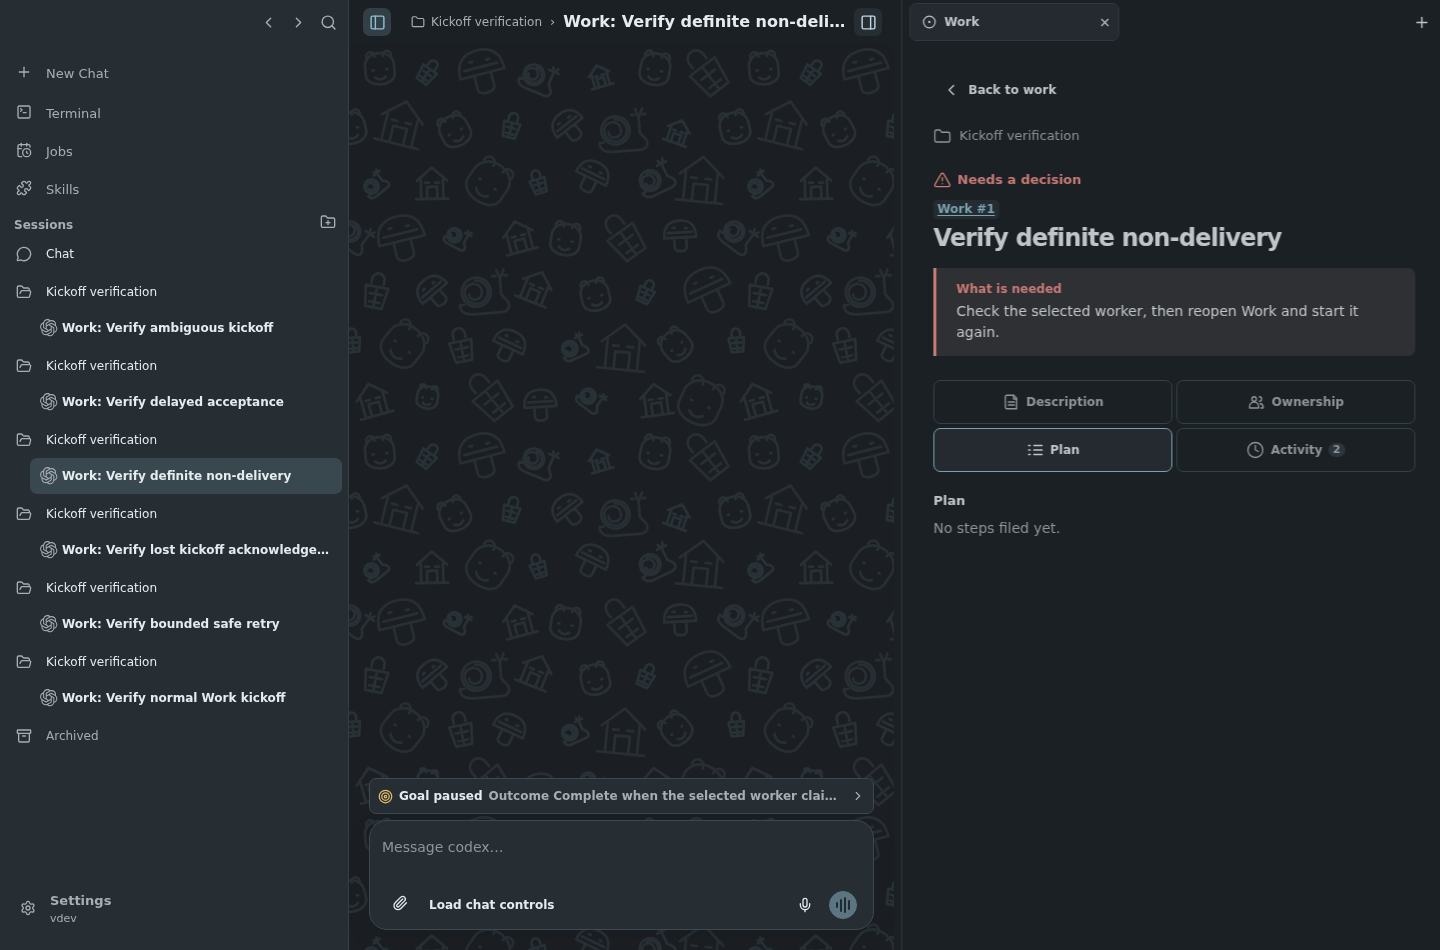 New Chat
Terminal
Jobs
Skills
Sessions
Chat
Kickoff verification
Work: Verify ambiguous kickoff
Kickoff verification
Work: Verify delayed acceptance
Kickoff verification
Work: Verify definite non-delivery
Kickoff verification
Work: Verify lost kickoff acknowledge...
Kickoff verification
Work: Verify bounded safe retry
Kickoff verification
Work: Verify normal Work kickoff
Archived
Settings
vdev
Kickoff verification › Work: Verify definite non-deli...
Goal paused Outcome Complete when the selected worker clai...
Message codex...
Load chat controls
Work
Back to work
Kickoff verification
Needs a decision
Work #1
Verify definite non-delivery
What is needed
Check the selected worker, then reopen Work and start it
again.
Description
Ownership
Plan
Activity 2
Plan
No steps filed yet.